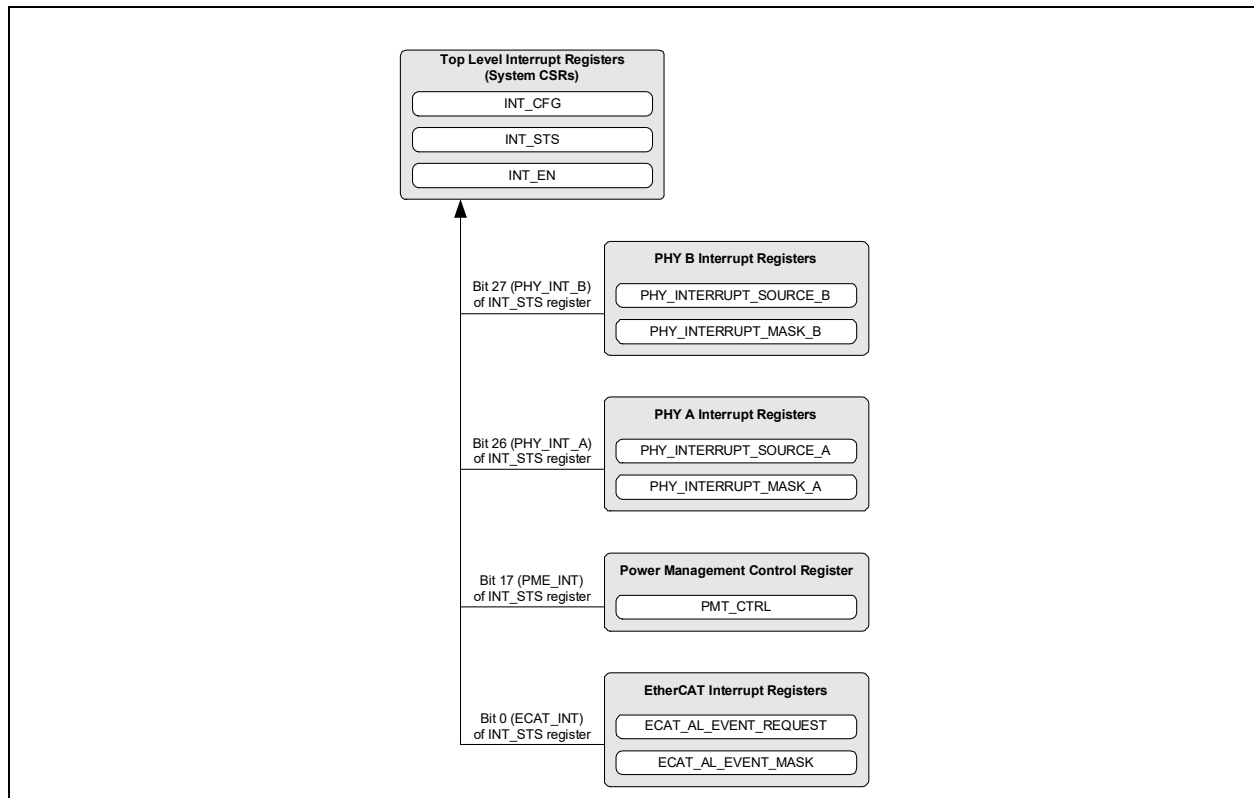 Top Level Interrupt Registers
(System CSRs)
INT_CFG
INT_STS
INT_EN
Bit 27 (PHY_INT_B)
of INT_STS register
PHY B Interrupt Registers
PHY_INTERRUPT_SOURCE_B
PHY_INTERRUPT_MASK_B
Bit 26 (PHY_INT_A)
of INT_STS register
PHY A Interrupt Registers
PHY_INTERRUPT_SOURCE_A
PHY_INTERRUPT_MASK_A
Bit 17 (PME_INT)
of INT_STS register
Power Management Control Register
PMT_CTRL
Bit 0 (ECAT_INT)
of INT_STS register
EtherCAT Interrupt Registers
ECAT_AL_EVENT_REQUEST
ECAT_AL_EVENT_MASK